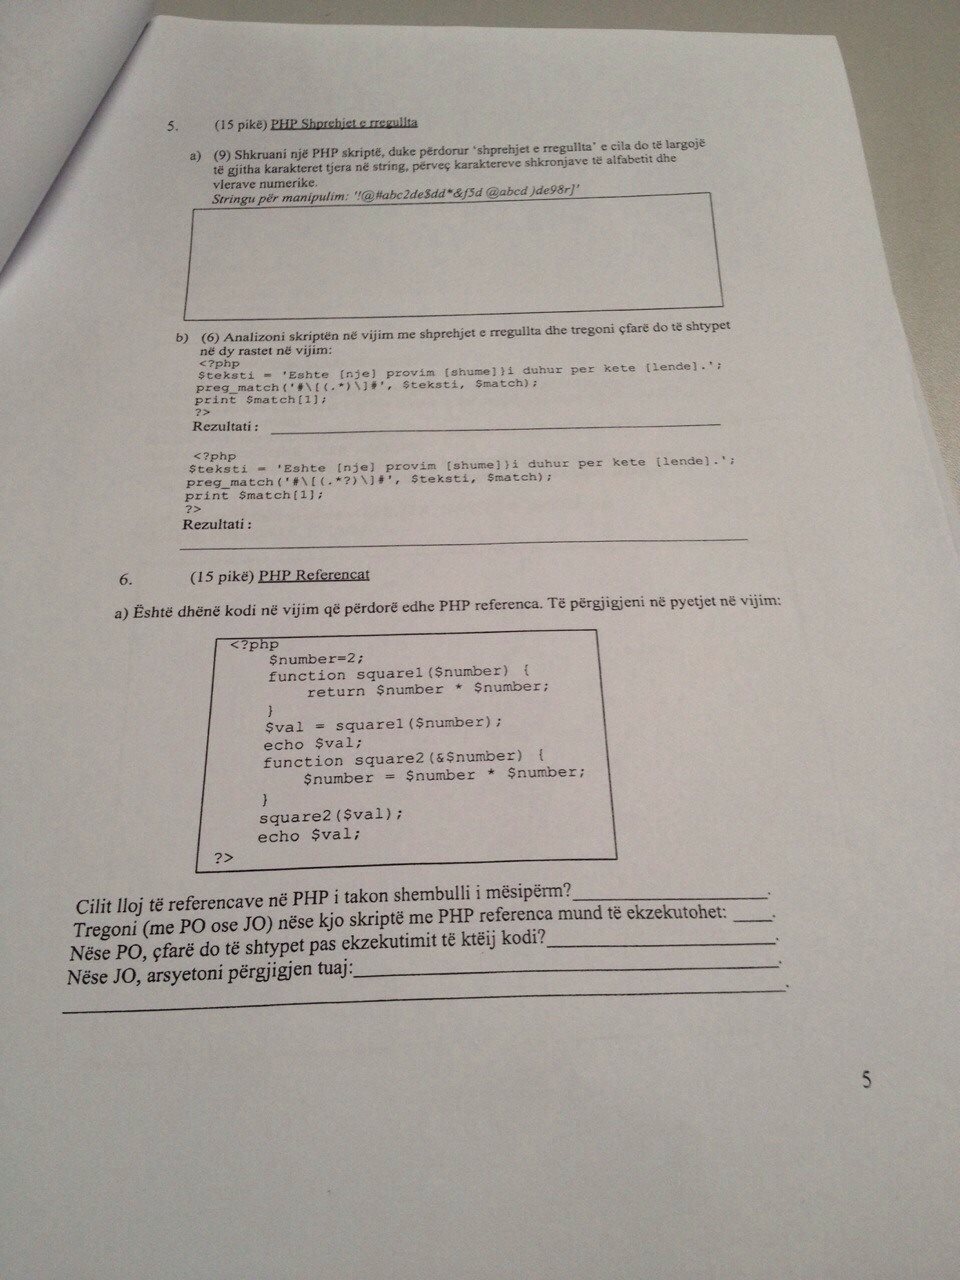 5. (15 pikë) PHP Shprehjet e rregullta
a) (9) Shkruani një PHP skriptë, duke përdorur 'shprehjet e rregullta' e cila do të largojë
të gjitha karakteret tjera në string, përveç karaktereve shkronjave të alfabetit dhe
vlerave numerike.
Stringu për manipulim: '!@#abc2de$dd*&f5d @abcd )de98r]'
b) (6) Analizoni skriptën në vijim me shprehjet e rregullta dhe tregoni çfarë do të shtypet
në dy rastet në vijim:
<?php
$teksti = 'Eshte [nje] provim [shume]}i duhur per kete [lende].';
preg_match('#\[(.*)\]#', $teksti, $match);
print $match[1];
?>
Rezultati :
<?php
$teksti = 'Eshte [nje] provim [shume]}i duhur per kete [lende].';
preg_match('#\[(.*?)\]#', $teksti, $match);
print $match[1];
?>
Rezultati :
6. (15 pikë) PHP Referencat
a) Është dhënë kodi në vijim që përdorë edhe PHP referenca. Të përgjigjeni në pyetjet në vijim:
<?php
$number=2;
function square1($number) {
return $number * $number;
}
$val = square1($number);
echo $val;
function square2(&$number) {
$number = $number * $number;
}
square2($val);
echo $val;
?>
Cilit lloj të referencave në PHP i takon shembulli i mësipërm?_______.
Tregoni (me PO ose JO) nëse kjo skriptë me PHP referenca mund të ekzekutohet: ____.
Nëse PO, çfarë do të shtypet pas ekzekutimit të ktëij kodi?_______.
Nëse JO, arsyetoni përgjigjen tuaj:_______.
_______.
5